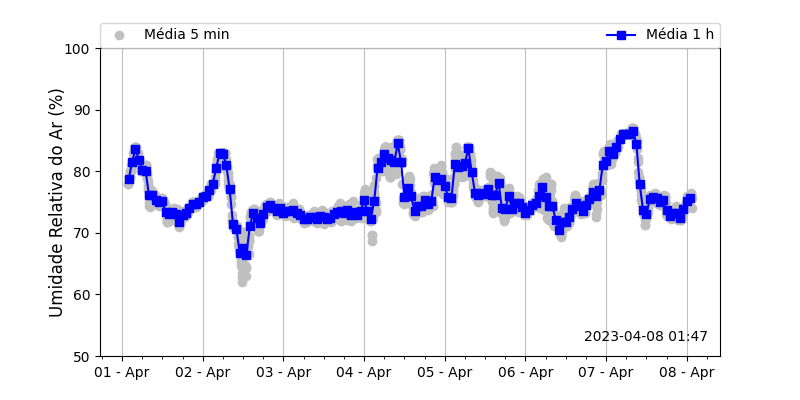 Média 5 min
Média 1 h
Umidade Relativa do Ar (%)
100
90
80
70
60
50
2023-04-08 01:47
01 - Apr
02 - Apr
03 - Apr
04 - Apr
05 - Apr
06 - Apr
07 - Apr
08 - Apr